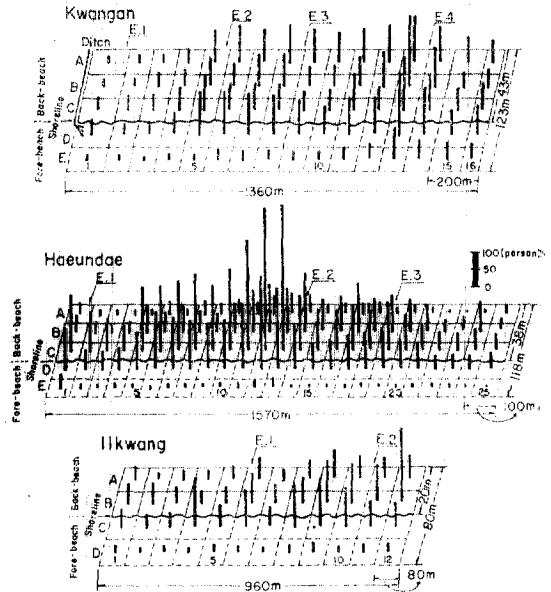 Kwangan
E.1
E.2
E.3
E.4
Ditch
A
B
C
D
E
Back-beach
Shoreline
Fore-beach
33m
123m
1
5
10
15
16
200m
1360m
Haeundae
E.1
E.2
E.3
100(person)
50
0
A
B
C
D
E
Back-beach
Shoreline
Fore-beach
38m
118m
5
10
15
20
25
100m
1570m
Ilkwang
E.1
E.2
A
B
C
D
Back-beach
Shoreline
Fore-beach
20m
80m
1
5
10
12
80m
960m